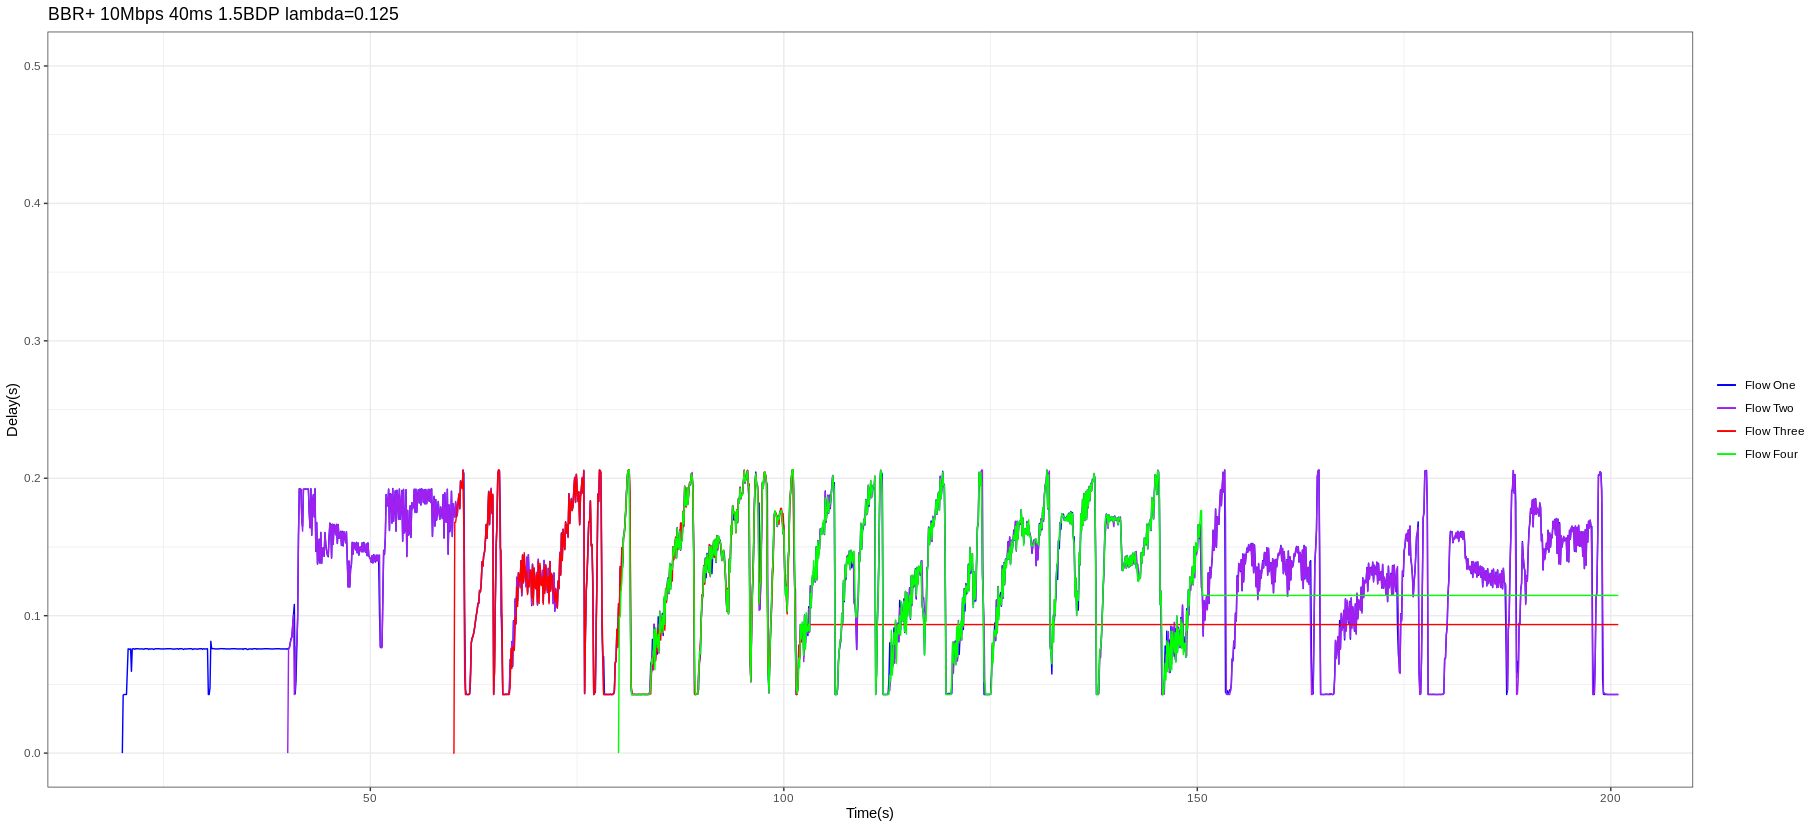 BBR+ 10Mbps 40ms 1.5BDP lambda=0.125
0.5
0.4
0.3
0.2
0.1
0.0
Delay(s)
50
100
150
200
Time(s)
Flow One
Flow Two
Flow Three
Flow Four